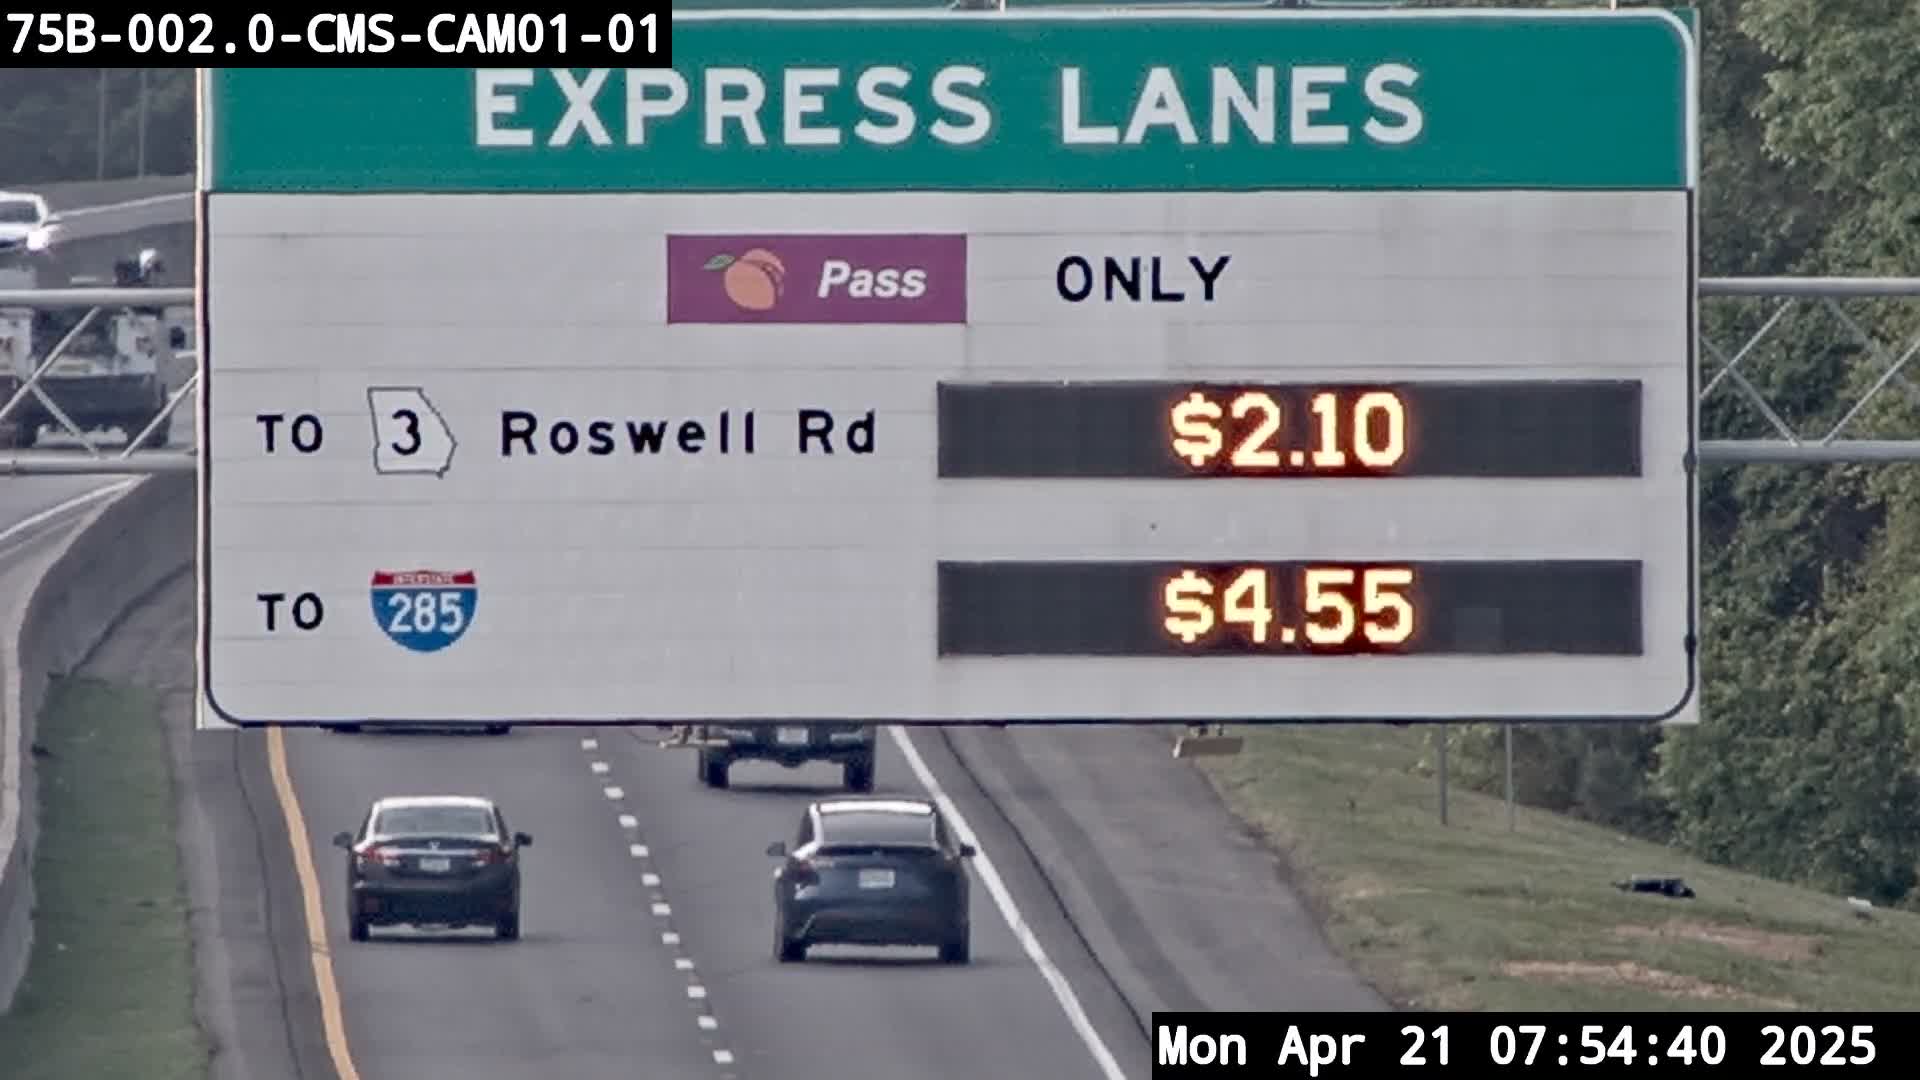 75B-002.0-CMS-CAM01-01
EXPRESS LANES
Pass ONLY
TO 3 Roswell Rd $2.10
TO INTERSTATE 285 $4.55
Mon Apr 21 07:54:40 2025